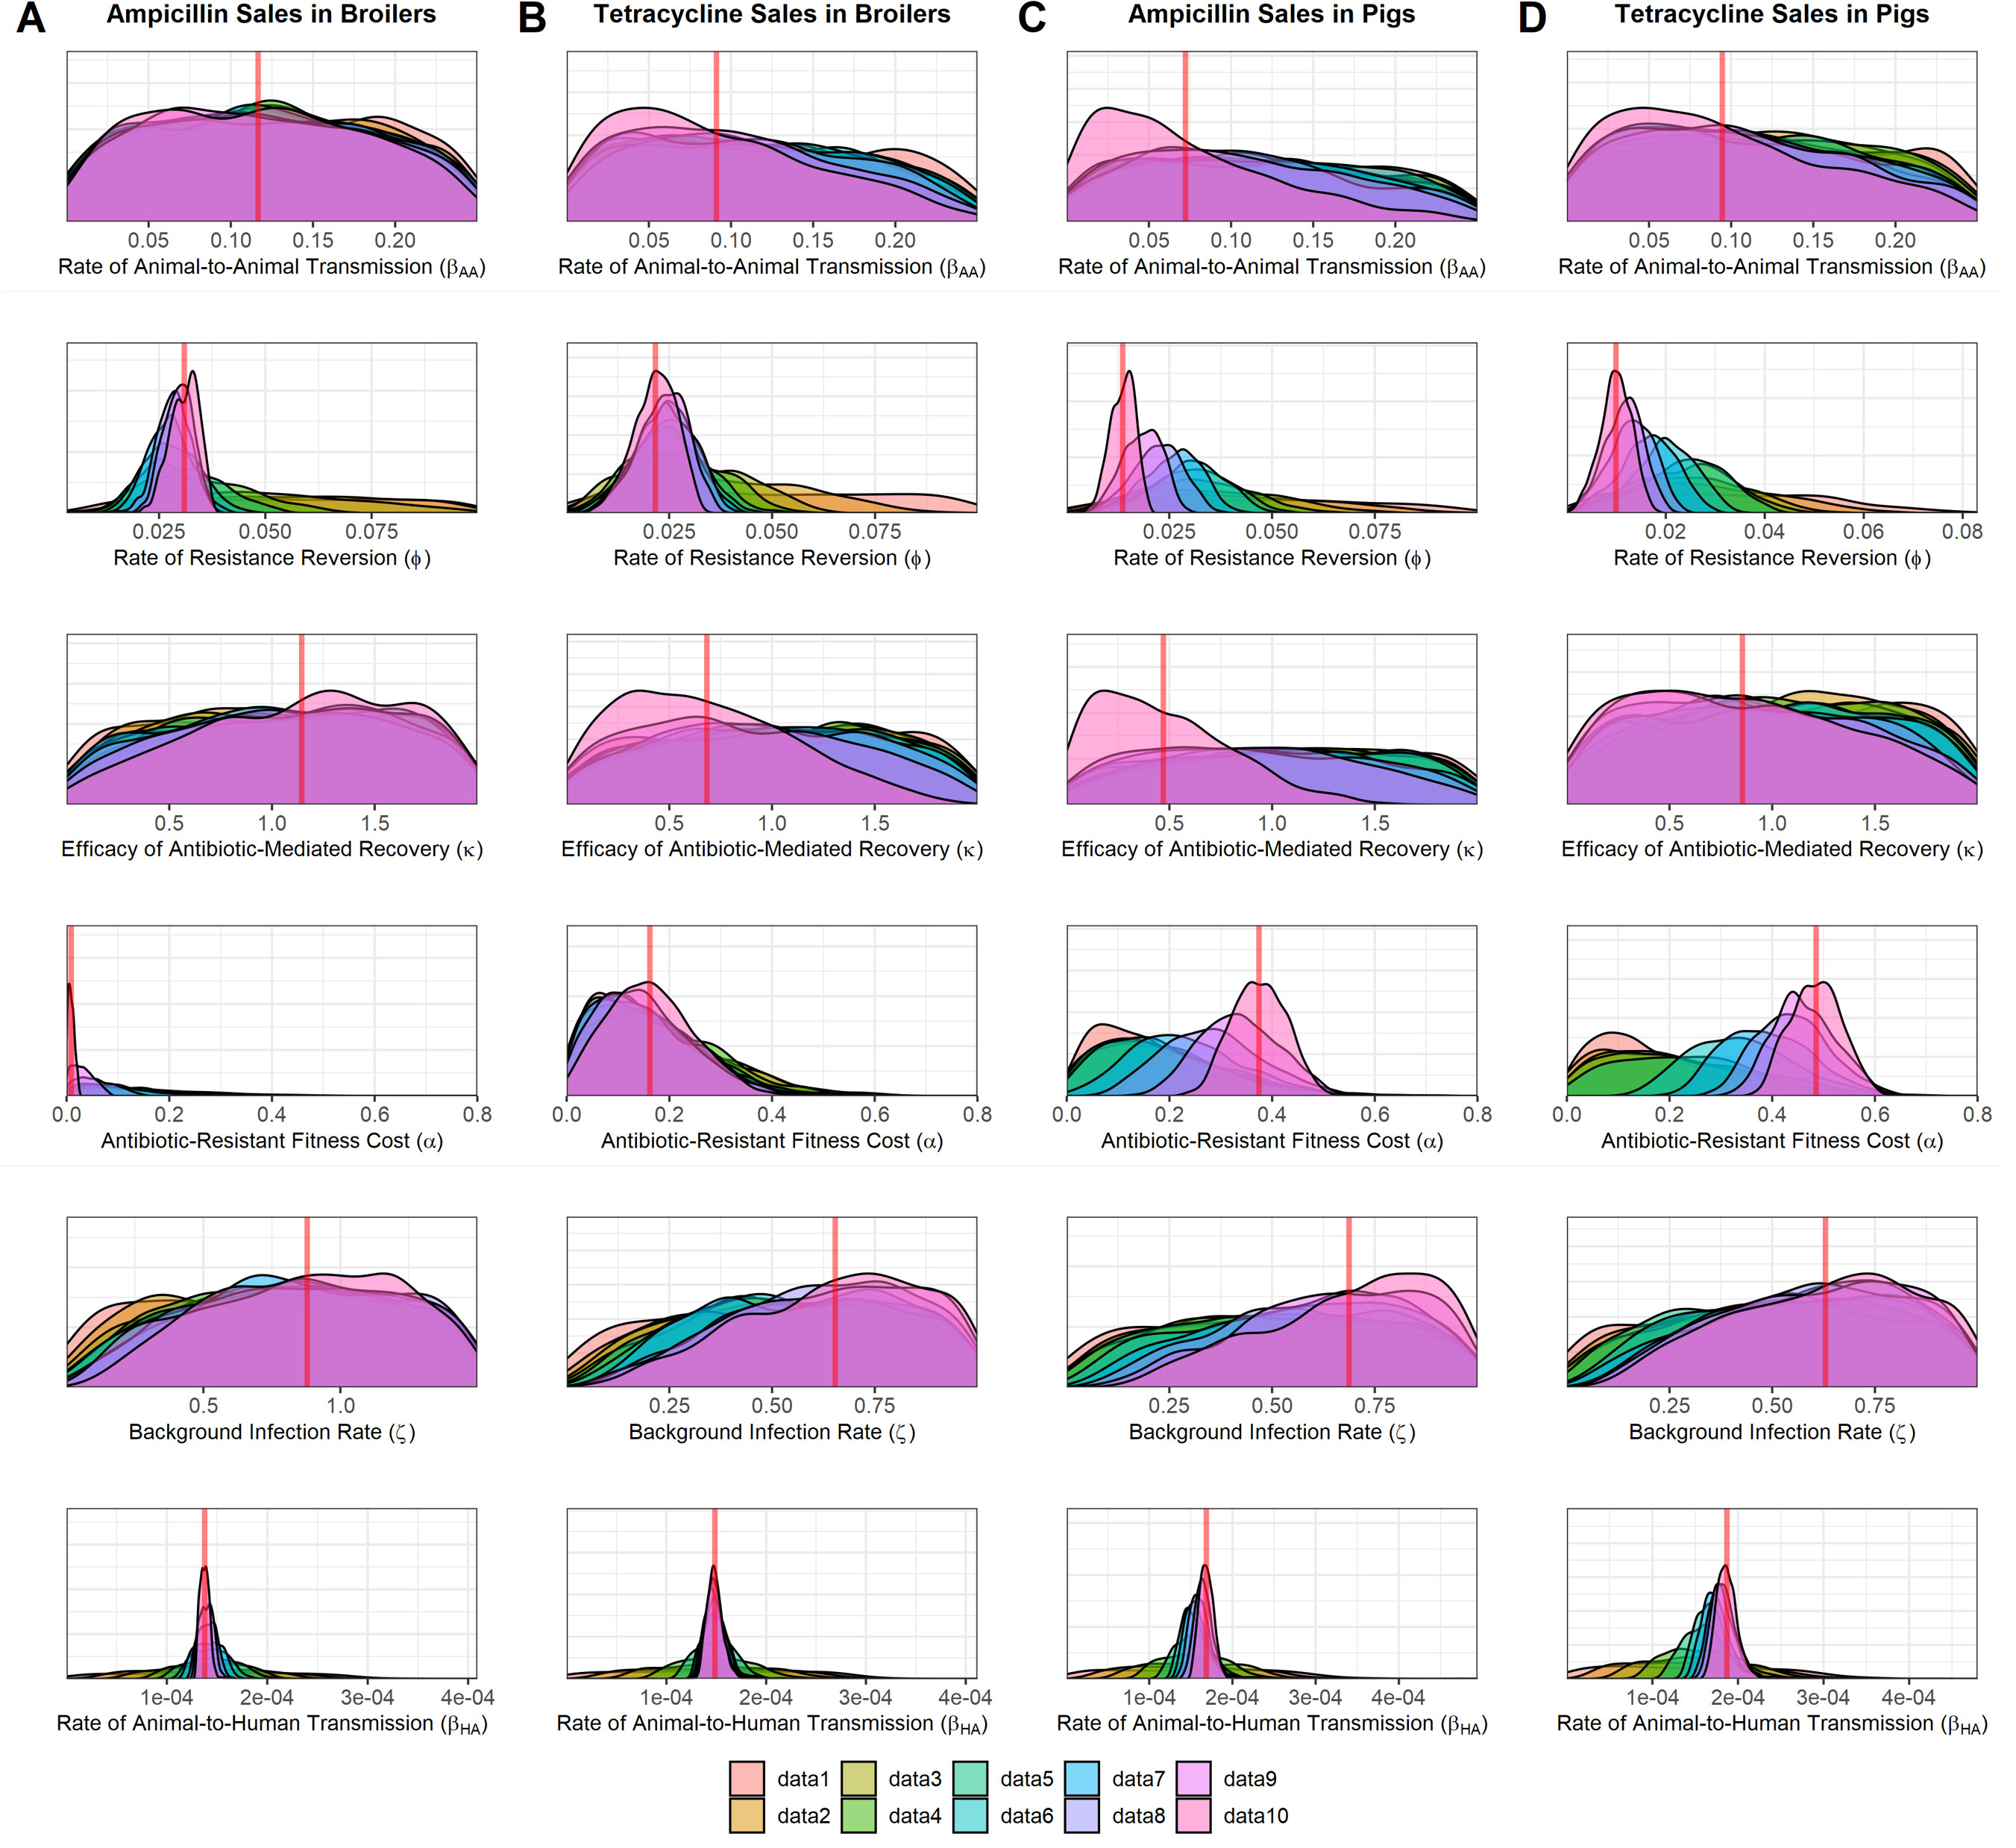 A Ampicillin Sales in Broilers B Tetracycline Sales in Broilers C Ampicillin Sales in Pigs D Tetracycline Sales in Pigs
0.05 0.10 0.15 0.20 0.05 0.10 0.15 0.20 0.05 0.10 0.15 0.20 0.05 0.10 0.15 0.20
Rate of Animal-to-Animal Transmission (βAA) Rate of Animal-to-Animal Transmission (βAA) Rate of Animal-to-Animal Transmission (βAA) Rate of Animal-to-Animal Transmission (βAA)
0.025 0.050 0.075 0.025 0.050 0.075 0.025 0.050 0.075 0.02 0.04 0.06 0.08
Rate of Resistance Reversion (ϕ) Rate of Resistance Reversion (ϕ) Rate of Resistance Reversion (ϕ) Rate of Resistance Reversion (ϕ)
0.5 1.0 1.5 0.5 1.0 1.5 0.5 1.0 1.5 0.5 1.0 1.5
Efficacy of Antibiotic-Mediated Recovery (κ) Efficacy of Antibiotic-Mediated Recovery (κ) Efficacy of Antibiotic-Mediated Recovery (κ) Efficacy of Antibiotic-Mediated Recovery (κ)
0.0 0.2 0.4 0.6 0.8 0.0 0.2 0.4 0.6 0.8 0.0 0.2 0.4 0.6 0.8 0.0 0.2 0.4 0.6 0.8
Antibiotic-Resistant Fitness Cost (α) Antibiotic-Resistant Fitness Cost (α) Antibiotic-Resistant Fitness Cost (α) Antibiotic-Resistant Fitness Cost (α)
0.5 1.0 0.25 0.50 0.75 0.25 0.50 0.75 0.25 0.50 0.75
Background Infection Rate (ζ) Background Infection Rate (ζ) Background Infection Rate (ζ) Background Infection Rate (ζ)
1e-04 2e-04 3e-04 4e-04 1e-04 2e-04 3e-04 4e-04 1e-04 2e-04 3e-04 4e-04 1e-04 2e-04 3e-04 4e-04
Rate of Animal-to-Human Transmission (βHA) Rate of Animal-to-Human Transmission (βHA) Rate of Animal-to-Human Transmission (βHA) Rate of Animal-to-Human Transmission (βHA)
data1 data3 data5 data7 data9
data2 data4 data6 data8 data10